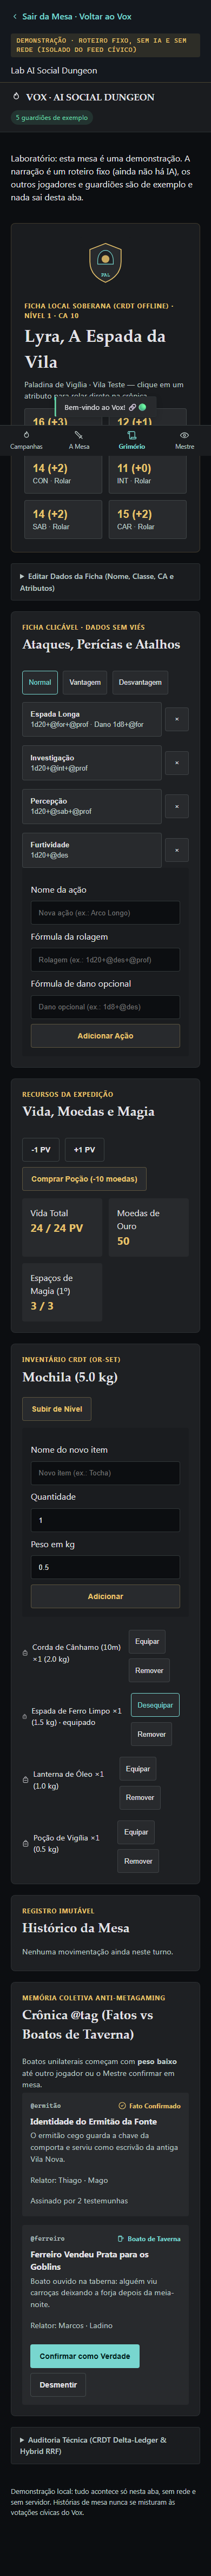 ‹ Sair da Mesa · Voltar ao Vox
DEMONSTRAÇÃO · ROTEIRO FIXO, SEM IA E SEM
REDE (ISOLADO DO FEED CÍVICO)
Lab AI Social Dungeon
VOX · AI SOCIAL DUNGEON
5 guardiões de exemplo
Laboratório: esta mesa é uma demonstração. A
narração é um roteiro fixo (ainda não há IA), os
outros jogadores e guardiões são de exemplo e
nada sai desta aba.
PAL
FICHA LOCAL SOBERANA (CRDT OFFLINE) ·
NÍVEL 1 · CA 10
Lyra, A Espada da
Vila
Paladina de Vigília · Vila Teste — clique em um
atributo para rolar direto na crônica.
Bem-vindo ao Vox!
16 (+3)
12 (+1)
Campanhas
A Mesa
Grimório
Mestre
14 (+2)
CON · Rolar
11 (+0)
INT · Rolar
14 (+2)
SAB · Rolar
15 (+2)
CAR · Rolar
▶ Editar Dados da Ficha (Nome, Classe, CA e
Atributos)
FICHA CLICÁVEL · DADOS SEM VIÉS
Ataques, Perícias e Atalhos
Normal
Vantagem
Desvantagem
Espada Longa
1d20+@for+@prof · Dano 1d8+@for
×
Investigação
1d20+@int+@prof
×
Percepção
1d20+@sab+@prof
×
Furtividade
1d20+@des
×
Nome da ação
Nova ação (ex.: Arco Longo)
Fórmula da rolagem
Rolagem (ex.: 1d20+@des+@prof)
Fórmula de dano opcional
Dano opcional (ex.: 1d8+@des)
Adicionar Ação
RECURSOS DA EXPEDIÇÃO
Vida, Moedas e Magia
-1 PV
+1 PV
Comprar Poção (-10 moedas)
Vida Total
24 / 24 PV
Moedas de
Ouro
50
Espaços de
Magia (1º)
3 / 3
INVENTÁRIO CRDT (OR-SET)
Mochila (5.0 kg)
Subir de Nível
Nome do novo item
Novo item (ex.: Tocha)
Quantidade
1
Peso em kg
0.5
Adicionar
Corda de Cânhamo (10m)
×1 (2.0 kg)
Equipar
Remover
Espada de Ferro Limpo ×1
(1.5 kg) · equipado
Desequipar
Remover
Lanterna de Óleo ×1
(1.0 kg)
Equipar
Remover
Poção de Vigília ×1
(0.5 kg)
Equipar
Remover
REGISTRO IMUTÁVEL
Histórico da Mesa
Nenhuma movimentação ainda neste turno.
MEMÓRIA COLETIVA ANTI-METAGAMING
Crônica @tag (Fatos vs
Boatos de Taverna)
Boatos unilaterais começam com peso baixo
até outro jogador ou o Mestre confirmar em
mesa.
@ermitão
Fato Confirmado
Identidade do Ermitão da Fonte
O ermitão cego guarda a chave da
comporta e serviu como escrivão da antiga
Vila Nova.
Relator: Thiago · Mago
Assinado por 2 testemunhas
@ferreiro
Boato de Taverna
Ferreiro Vendeu Prata para os
Goblins
Boato ouvido na taberna: alguém viu
carroças deixando a forja depois da meia-
noite.
Relator: Marcos · Ladino
Confirmar como Verdade
Desmentir
▶ Auditoria Técnica (CRDT Delta-Ledger &
Hybrid RRF)
Demonstração local: tudo acontece só nesta aba, sem rede e
sem servidor. Histórias de mesa nunca se misturam às
votações cívicas do Vox.